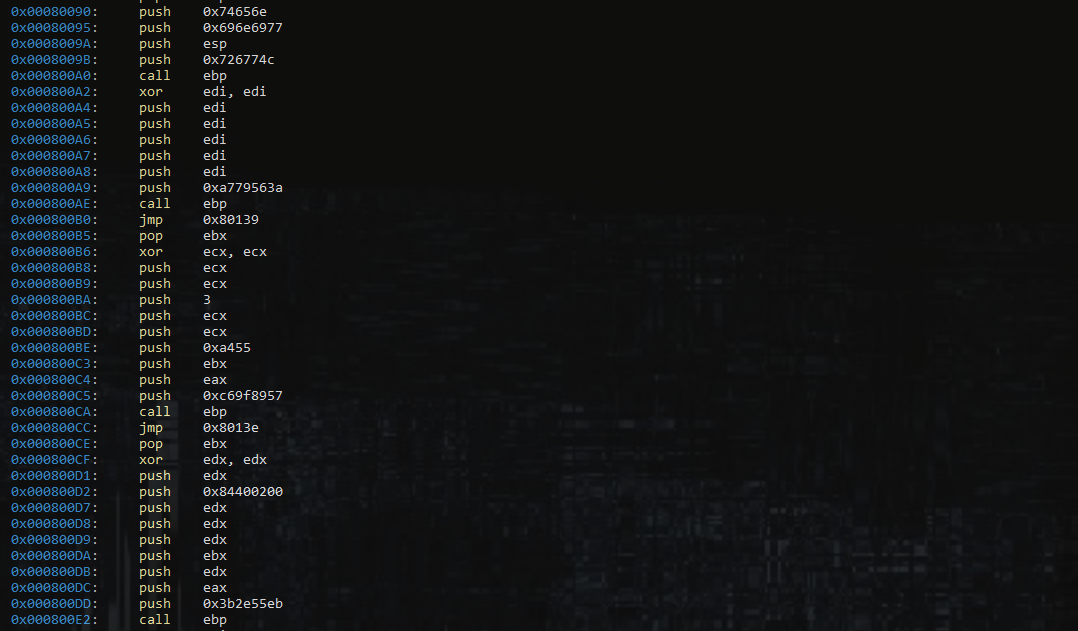 0x00080090: push 0x74656e
0x00080095: push 0x696e6977
0x0008009A: push esp
0x0008009B: push 0x726774c
0x000800A0: call ebp
0x000800A2: xor edi, edi
0x000800A4: push edi
0x000800A5: push edi
0x000800A6: push edi
0x000800A7: push edi
0x000800A8: push edi
0x000800A9: push 0xa779563a
0x000800AE: call ebp
0x000800B0: jmp 0x80139
0x000800B5: pop ebx
0x000800B6: xor ecx, ecx
0x000800B8: push ecx
0x000800B9: push ecx
0x000800BA: push 3
0x000800BC: push ecx
0x000800BD: push ecx
0x000800BE: push 0xa455
0x000800C3: push ebx
0x000800C4: push eax
0x000800C5: push 0xc69f8957
0x000800CA: call ebp
0x000800CC: jmp 0x8013e
0x000800CE: pop ebx
0x000800CF: xor edx, edx
0x000800D1: push edx
0x000800D2: push 0x84400200
0x000800D7: push edx
0x000800D8: push edx
0x000800D9: push edx
0x000800DA: push ebx
0x000800DB: push edx
0x000800DC: push eax
0x000800DD: push 0x3b2e55eb
0x000800E2: call ebp